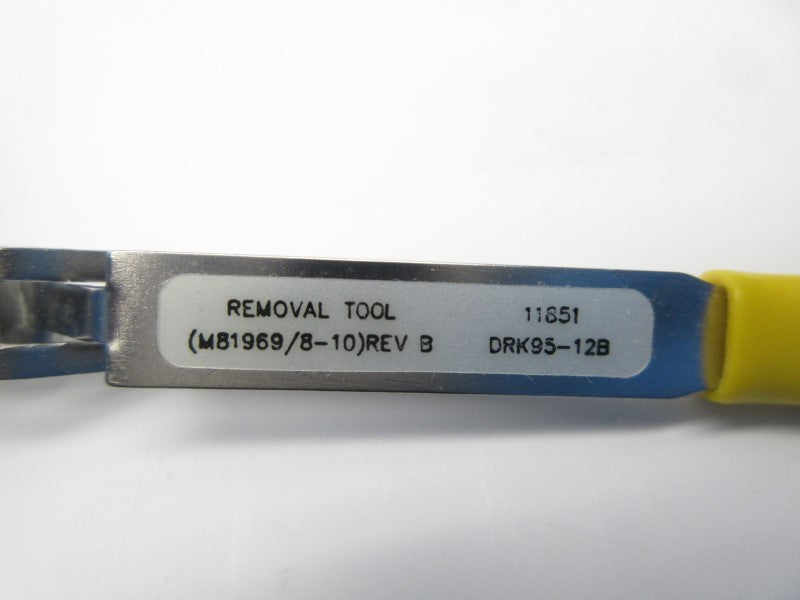 REMOVAL TOOL 11851
(M81969/8-10)REV B DRK95-12B